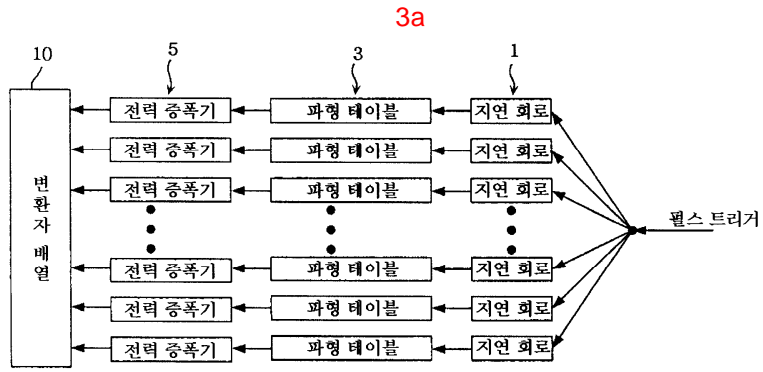 3a
10
5
3
1
전력 증폭기 파형 테이블 지연 회로
전력 증폭기 파형 테이블 지연 회로
전력 증폭기 파형 테이블 지연 회로
변환자 배열
펄스 트리거
전력 증폭기 파형 테이블 지연 회로
전력 증폭기 파형 테이블 지연 회로
전력 증폭기 파형 테이블 지연 회로